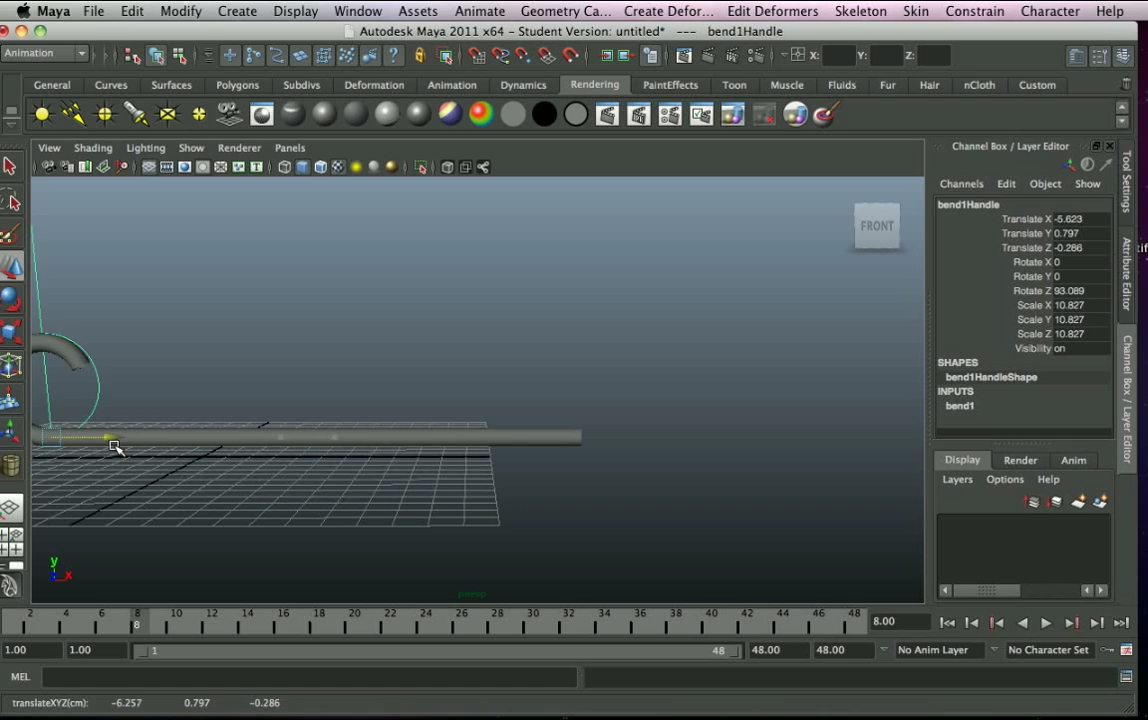 Maya File Edit Modify Create Display Window Assets Animate Geometry Ca... Create Defor... Edit Deformers Skeleton Skin Constrain Character Help
Autodesk Maya 2011 x64 - Student Version: untitled* --- bend1Handle
Animation X: Y: Z:
General Curves Surfaces Polygons Subdivs Deformation Animation Dynamics Rendering PaintEffects Toon Muscle Fluids Fur Hair nCloth Custom
View Shading Lighting Show Renderer Panels
Channel Box / Layer Editor
Channels Edit Object Show
bend1Handle
Translate X -5.623
Translate Y 0.797
Translate Z -0.286
Rotate X 0
Rotate Y 0
Rotate Z 93.089
Scale X 10.827
Scale Y 10.827
Scale Z 10.827
Visibility on
SHAPES
bend1HandleShape
INPUTS
bend1
Tool Settings
Attribute Editor
Channel Box / Layer Editor
FRONT
Display Render Anim
Layers Options Help
y
x
persp
2 4 6 8 10 12 14 16 18 20 22 24 26 28 30 32 34 36 38 40 42 44 46 48
8
8.00
1.00 1.00 1 48 48.00 48.00 No Anim Layer No Character Set
MEL
translateXYZ(cm): -6.257 0.797 -0.286